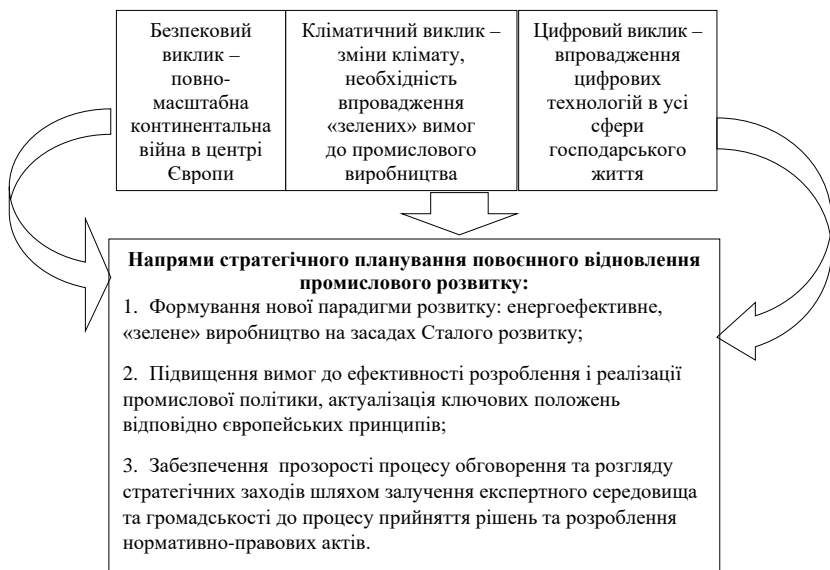 Безпековий
виклик –
повно-
масштабна
континентальна
війна в центрі
Європи
Кліматичний виклик –
зміни клімату,
необхідність
впровадження
«зелених» вимог
до промислового
виробництва
Цифровий виклик –
впровадження
цифрових
технологій в усі
сфери
господарського
життя
Напрями стратегічного планування повоєнного відновлення
промислового розвитку:
1. Формування нової парадигми розвитку: енергоефективне,
«зелене» виробництво на засадах Сталого розвитку;
2. Підвищення вимог до ефективності розроблення і реалізації
промислової політики, актуалізація ключових положень
відповідно європейських принципів;
3. Забезпечення прозорості процесу обговорення та розгляду
стратегічних заходів шляхом залучення експертного середовища
та громадськості до процесу прийняття рішень та розроблення
нормативно-правових актів.